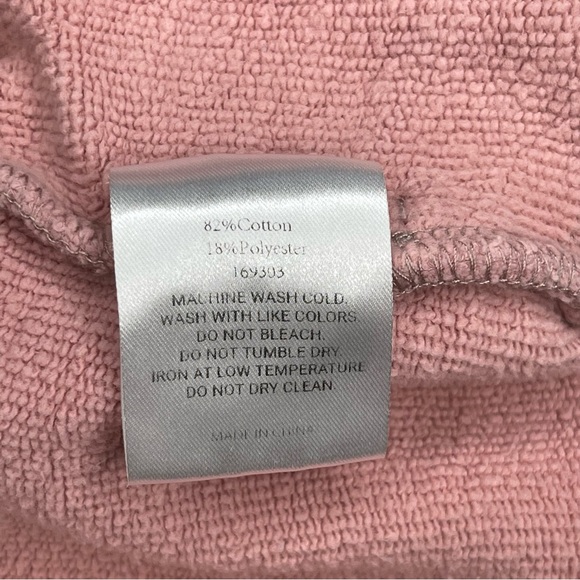 82%Cotton
18%Polyester
169303
MACHINE WASH COLD.
WASH WITH LIKE COLORS.
DO NOT BLEACH.
DO NOT TUMBLE DRY.
IRON AT LOW TEMPERATURE
DO NOT DRY CLEAN.
MADE IN CHINA